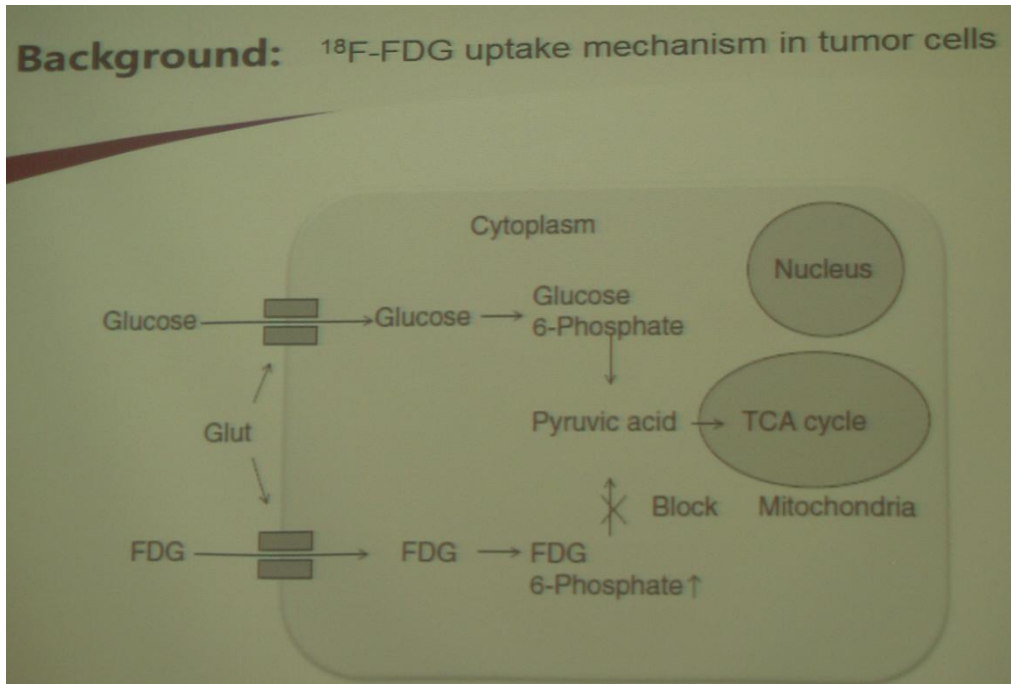 Background: ¹⁸F-FDG uptake mechanism in tumor cells
Cytoplasm
Nucleus
Glucose
Glucose
Glucose
6-Phosphate
Glut
Pyruvic acid
TCA cycle
Block
Mitochondria
FDG
FDG
FDG
6-Phosphate↑